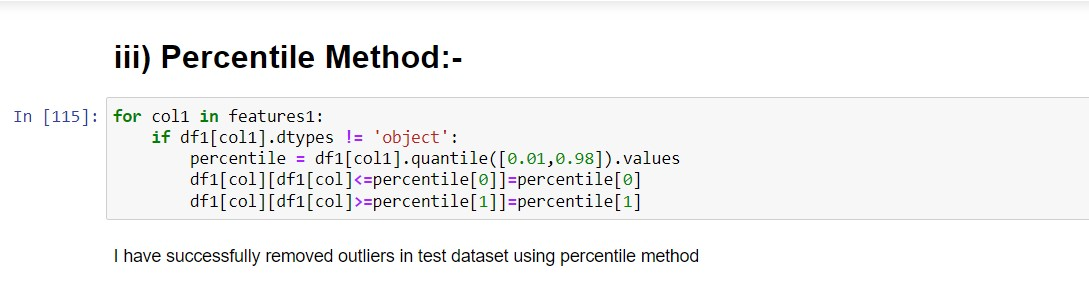 iii) Percentile Method:-
In [115]: for col1 in features1:
    if df1[col1].dtypes != 'object':
        percentile = df1[col1].quantile([0.01,0.98]).values
        df1[col][df1[col]<=percentile[0]]=percentile[0]
        df1[col][df1[col]>=percentile[1]]=percentile[1]
I have successfully removed outliers in test dataset using percentile method